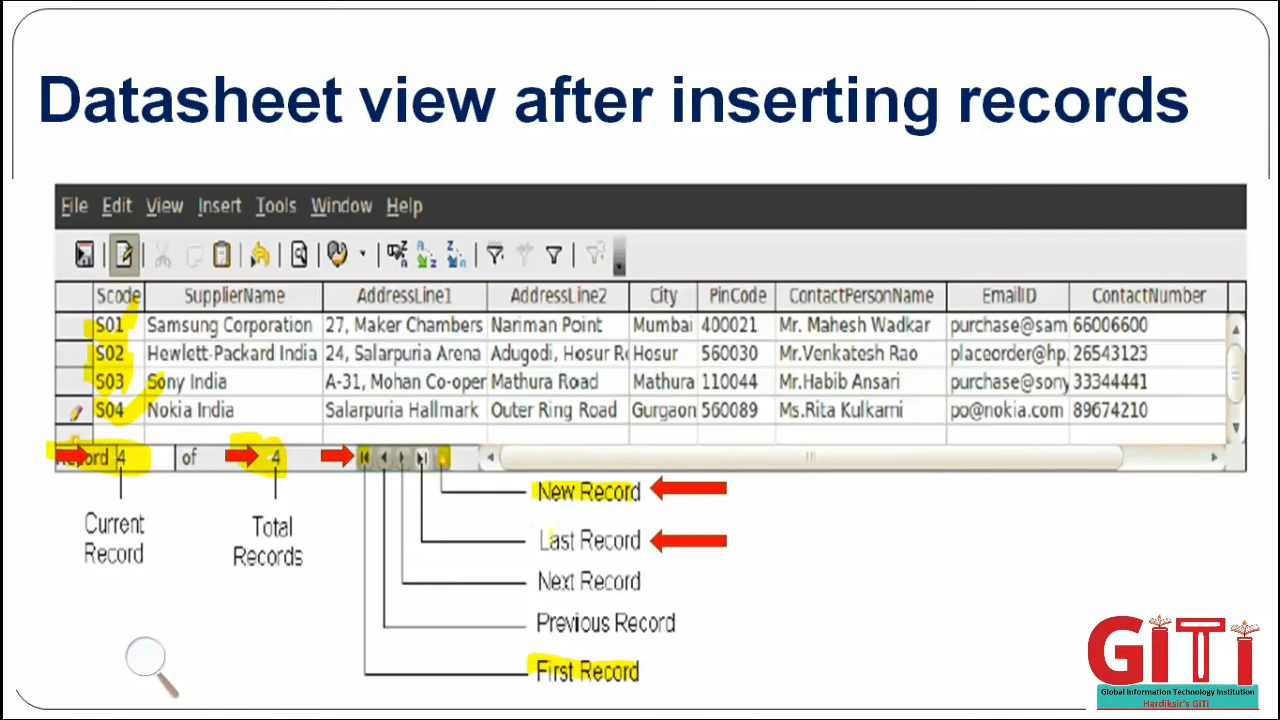 Datasheet view after inserting records
File Edit View Insert Tools Window Help
Scode SupplierName AddressLine1 AddressLine2 City PinCode ContactPersonName EmailID ContactNumber
S01 Samsung Corporation 27, Maker Chambers Nariman Point Mumbai 400021 Mr. Mahesh Wadkar purchase@sam 66006600
S02 Hewlett-Packard India 24, Salarpuria Arena Adugodi, Hosur R Hosur 560030 Mr.Venkatesh Rao placeorder@hp. 26543123
S03 Sony India A-31, Mohan Co-oper Mathura Road Mathura 110044 Mr.Habib Ansari purchase@sony 33344441
S04 Nokia India Salarpuria Hallmark Outer Ring Road Gurgaon 560089 Ms.Rita Kulkarni po@nokia.com 89674210
Record 4 of 4
New Record
Current
Record
Total
Records
Last Record
Next Record
Previous Record
First Record
GiTi
Global Information Technology Institution
Hardiksir's GiTi